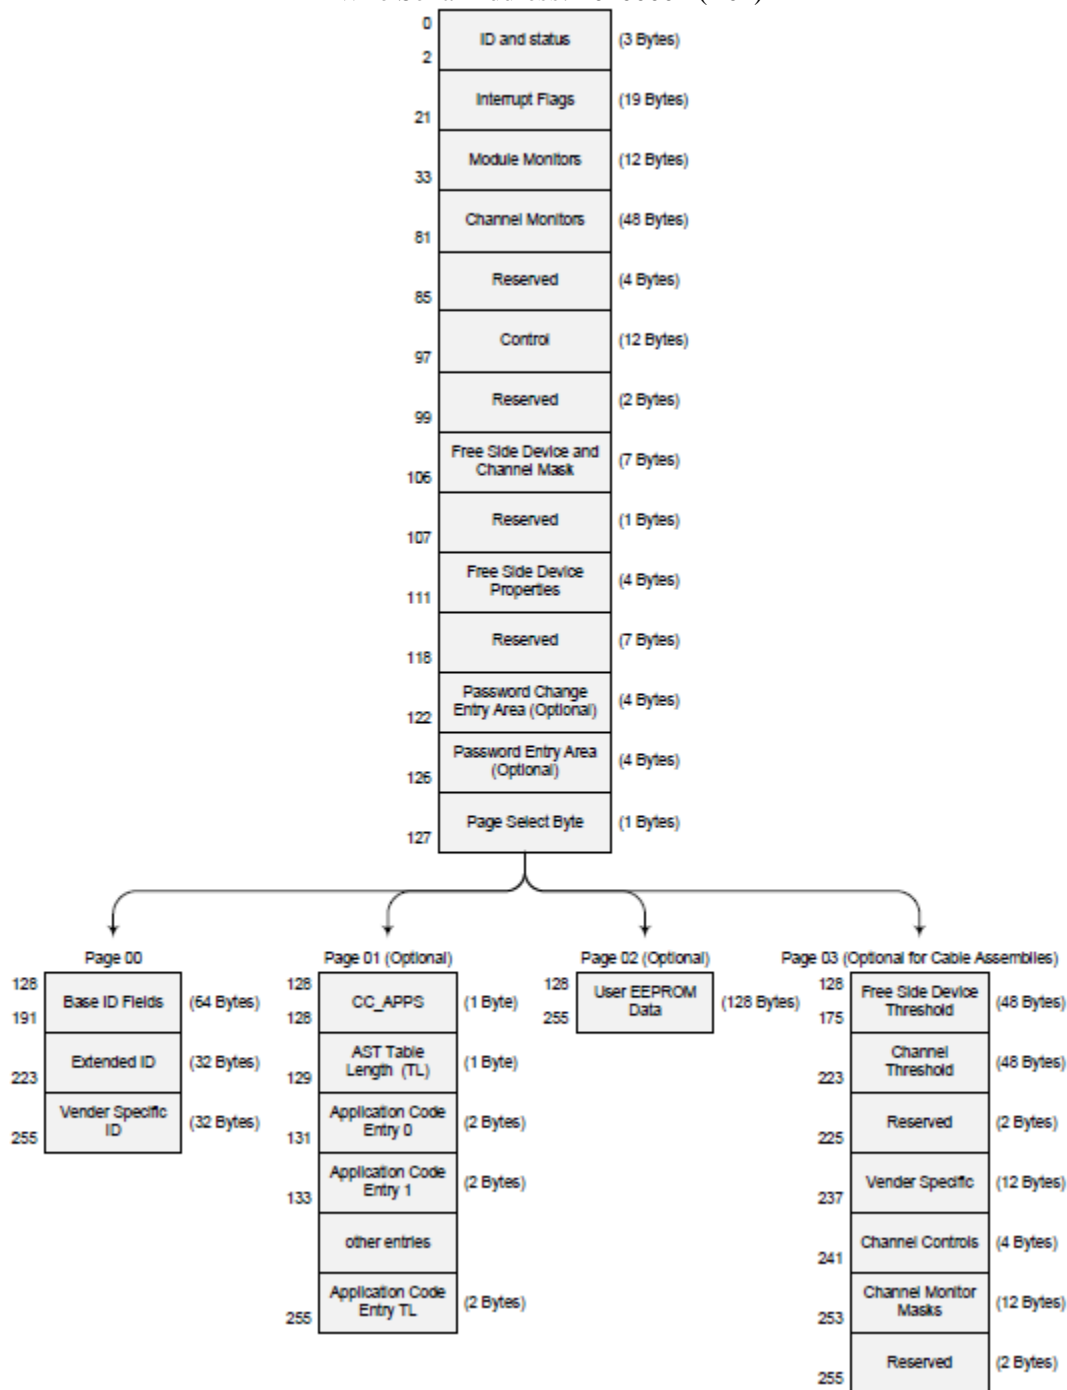 0
ID and status
(3 Bytes)
2
Interrupt Flags
(19 Bytes)
21
Module Monitors
(12 Bytes)
33
Channel Monitors
(48 Bytes)
81
Reserved
(4 Bytes)
85
Control
(12 Bytes)
97
Reserved
(2 Bytes)
99
Free Side Device and
Channel Mask
(7 Bytes)
106
Reserved
(1 Bytes)
107
Free Side Device
Properties
(4 Bytes)
111
Reserved
(7 Bytes)
118
Password Change
Entry Area (Optional)
(4 Bytes)
122
Password Entry Area
(Optional)
(4 Bytes)
126
Page Select Byte
(1 Bytes)
127
Page 00
128
Base ID Fields
(64 Bytes)
191
Extended ID
(32 Bytes)
223
Vender Specific
ID
(32 Bytes)
255
Page 01 (Optional)
128
CC_APPS
(1 Byte)
128
AST Table
Length (TL)
(1 Byte)
129
Application Code
Entry 0
(2 Bytes)
131
Application Code
Entry 1
(2 Bytes)
133
other entries
Application Code
Entry TL
(2 Bytes)
255
Page 02 (Optional)
128
User EEPROM
Data
(128 Bytes)
255
Page 03 (Optional for Cable Assemblies)
128
Free Side Device
Threshold
(48 Bytes)
175
Channel
Threshold
(48 Bytes)
223
Reserved
(2 Bytes)
225
Vender Specific
(12 Bytes)
237
Channel Controls
(4 Bytes)
241
Channel Monitor
Masks
(12 Bytes)
253
Reserved
(2 Bytes)
255